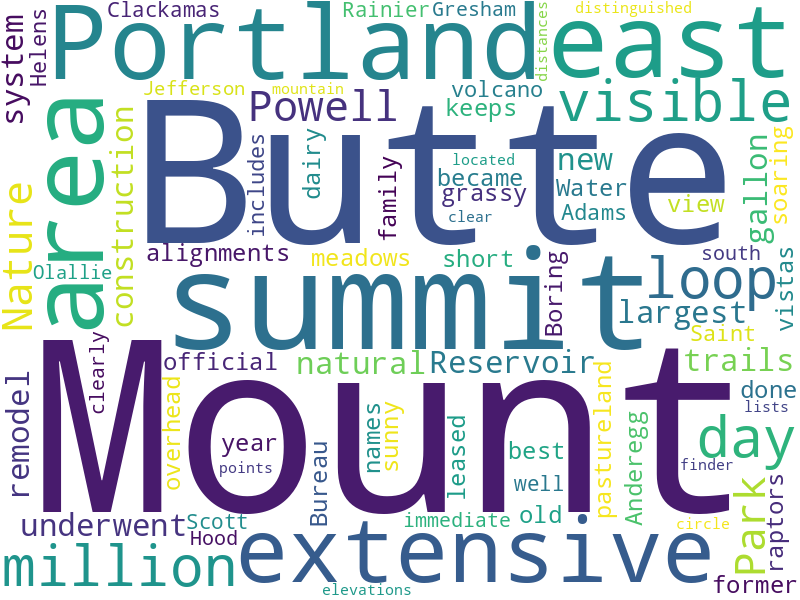 Clackamas
Rainier
Gresham
distances
distinguished
system
Helens
Portland
east
Jefferson
mountain
volcano
visible
Powell
keeps
area
construction
Butte
includes
dairy
family
located
became
grassy
clear
new
Water
Adams
view
gallon
soaring
Nature
Olallie
alignments
meadows
short
summit
Boring
loop
south
vistas
largest
Saint
clearly
official
natural
Reservoir
trails
remodel
Mount
overhead
year
points
names
sunny
leased
best
well
pastureland
Anderegg
done
lists
day
finder
underwent
Scott
Hood
Bureau
immediate
old
circle
Park
raptors
million
extensive
elevations
former